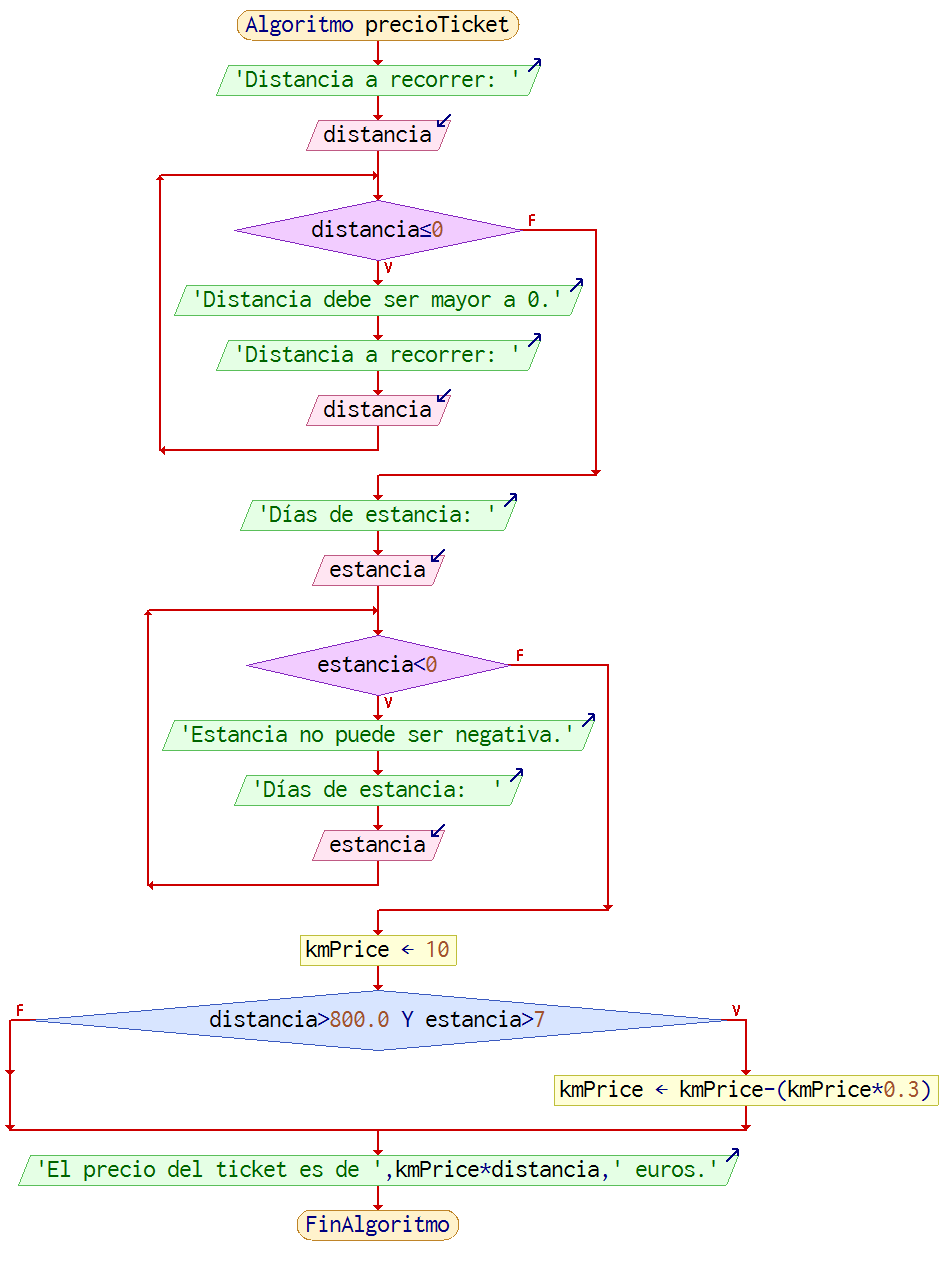 Algoritmo precioTicket
'Distancia a recorrer: '
distancia
distancia≤0
F
V
'Distancia debe ser mayor a 0.'
'Distancia a recorrer: '
distancia
'Días de estancia: '
estancia
estancia<0
F
V
'Estancia no puede ser negativa.'
'Días de estancia:  '
estancia
kmPrice ← 10
F
distancia>800.0 Y estancia>7
V
kmPrice ← kmPrice-(kmPrice*0.3)
'El precio del ticket es de ',kmPrice*distancia,' euros.'
FinAlgoritmo